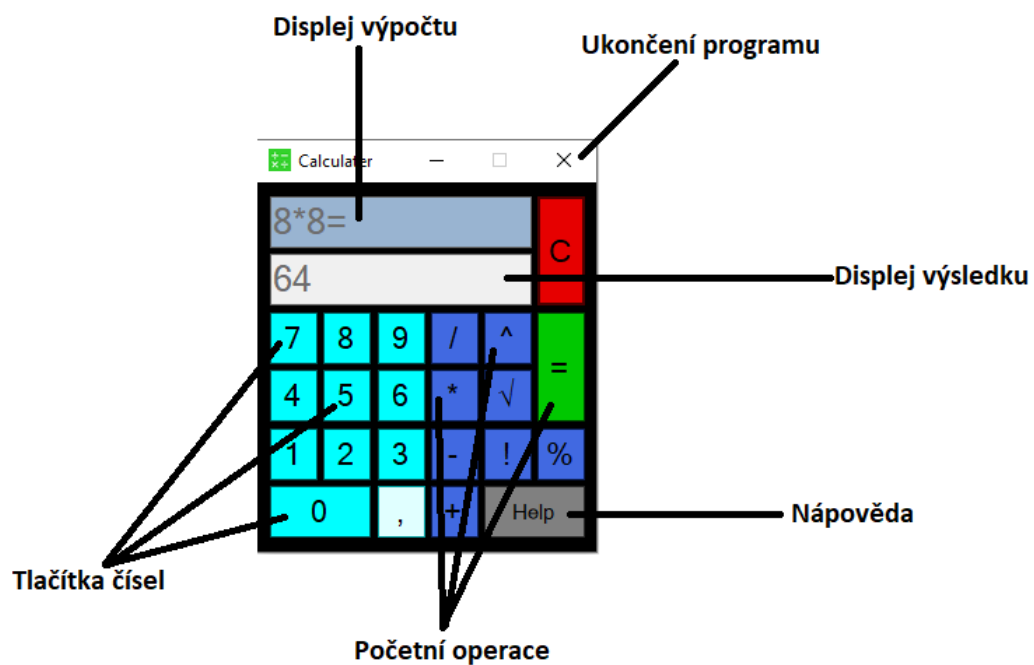 Displej výpočtu
Ukončení programu
Calculater
8*8=
C
64
Displej výsledku
7 8 9 / ^
=
4 5 6 * √
1 2 3 - ! %
0 , + Help
Nápověda
Tlačítka čísel
Početní operace